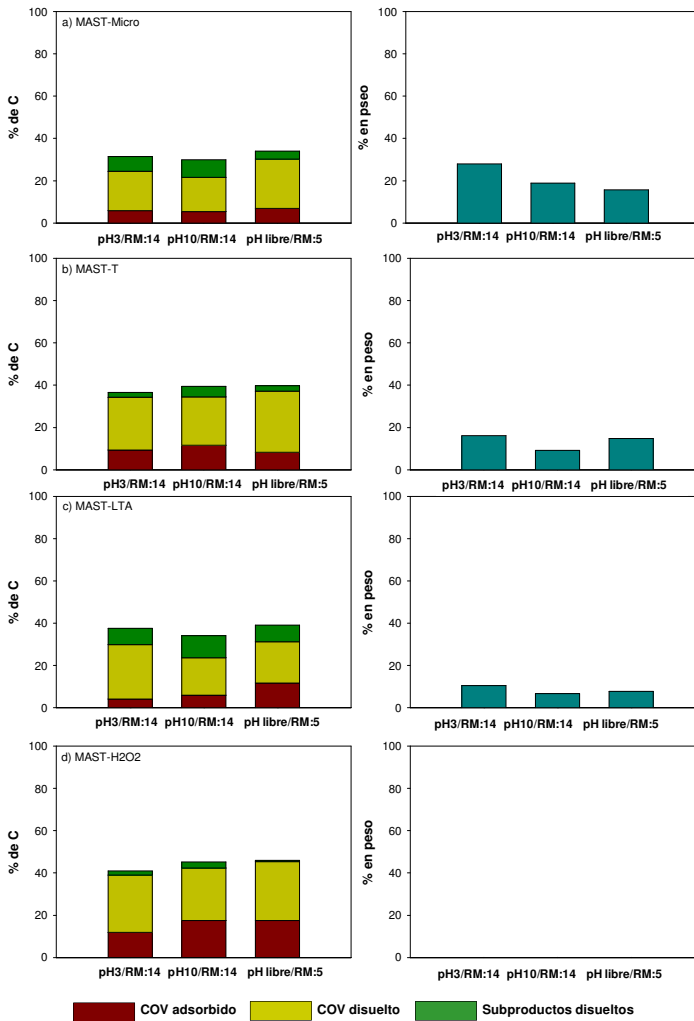 a) MAST-Micro
100
80
60
40
20
0
% de C
pH3/RM:14 pH10/RM:14 pH libre/RM:5
100
80
60
40
20
0
% en pseo
pH3/RM:14 pH10/RM:14 pH libre/RM:5
b) MAST-T
100
80
60
40
20
0
% de C
pH3/RM:14 pH10/RM:14 pH libre/RM:5
100
80
60
40
20
0
% en peso
pH3/RM:14 pH10/RM:14 pH libre/RM:5
c) MAST-LTA
100
80
60
40
20
0
% de C
pH3/RM:14 pH10/RM:14 pH libre/RM:5
100
80
60
40
20
0
% en peso
pH3/RM:14 pH10/RM:14 pH libre/RM:5
d) MAST-H2O2
100
80
60
40
20
0
% de C
pH3/RM:14 pH10/RM:14 pH libre/RM:5
100
80
60
40
20
0
% en peso
pH3/RM:14 pH10/RM:14 pH libre/RM:5
COV adsorbido COV disuelto Subproductos disueltos